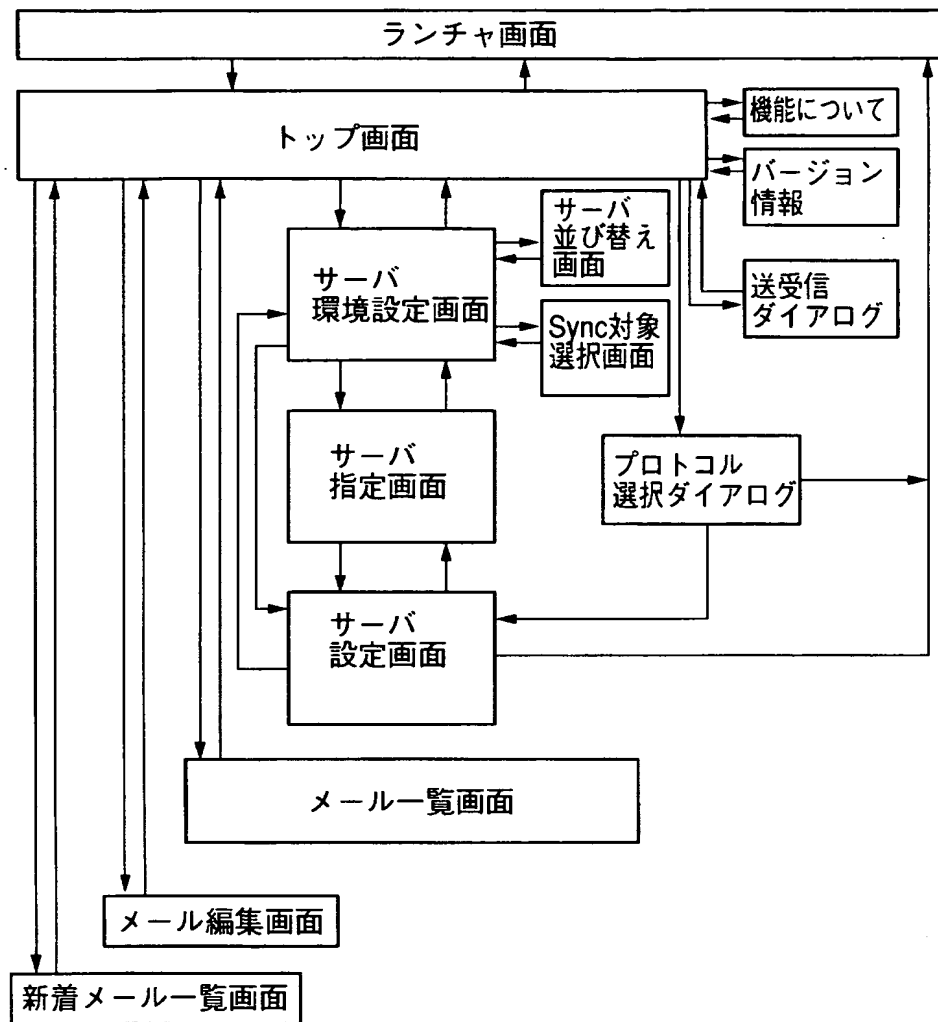 ランチャ画面
トップ画面
機能について
バージョン
情報
サーバ
並び替え
画面
サーバ
環境設定画面
送受信
ダイアログ
Sync対象
選択画面
サーバ
指定画面
プロトコル
選択ダイアログ
サーバ
設定画面
メール一覧画面
メール編集画面
新着メール一覧画面